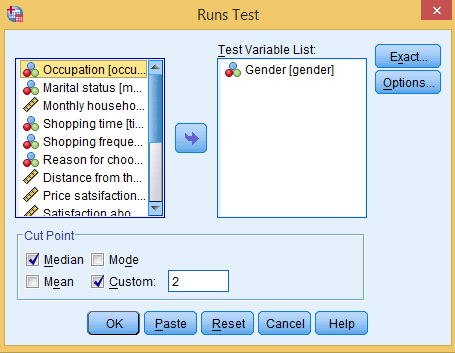 Runs Test
Test Variable List:
Occupation [occu...
Marital status [m...
Monthly househo...
Shopping time [ti...
Shopping freque...
Reason for choo...
Distance from th...
Price satsifaction...
Satisfaction abo...
Gender [gender]
Exact...
Options...
Cut Point
Median Mode
Mean Custom: 2
OK Paste Reset Cancel Help